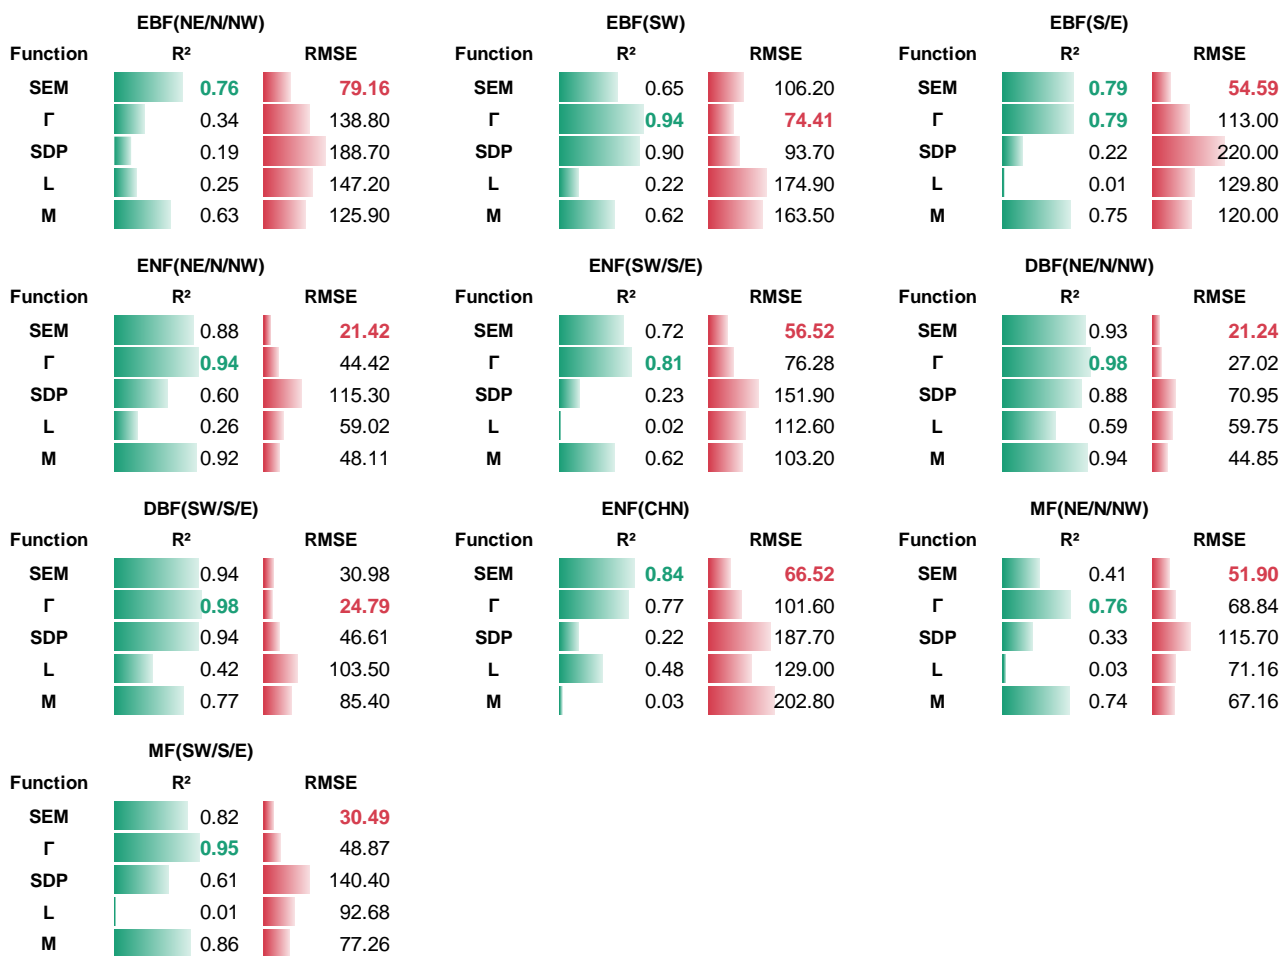 EBF(NE/N/NW)
Function R² RMSE
SEM 0.76 79.16
Γ 0.34 138.80
SDP 0.19 188.70
L 0.25 147.20
M 0.63 125.90
EBF(SW)
Function R² RMSE
SEM 0.65 106.20
Γ 0.94 74.41
SDP 0.90 93.70
L 0.22 174.90
M 0.62 163.50
EBF(S/E)
Function R² RMSE
SEM 0.79 54.59
Γ 0.79 113.00
SDP 0.22 220.00
L 0.01 129.80
M 0.75 120.00
ENF(NE/N/NW)
Function R² RMSE
SEM 0.88 21.42
Γ 0.94 44.42
SDP 0.60 115.30
L 0.26 59.02
M 0.92 48.11
ENF(SW/S/E)
Function R² RMSE
SEM 0.72 56.52
Γ 0.81 76.28
SDP 0.23 151.90
L 0.02 112.60
M 0.62 103.20
DBF(NE/N/NW)
Function R² RMSE
SEM 0.93 21.24
Γ 0.98 27.02
SDP 0.88 70.95
L 0.59 59.75
M 0.94 44.85
DBF(SW/S/E)
Function R² RMSE
SEM 0.94 30.98
Γ 0.98 24.79
SDP 0.94 46.61
L 0.42 103.50
M 0.77 85.40
ENF(CHN)
Function R² RMSE
SEM 0.84 66.52
Γ 0.77 101.60
SDP 0.22 187.70
L 0.48 129.00
M 0.03 202.80
MF(NE/N/NW)
Function R² RMSE
SEM 0.41 51.90
Γ 0.76 68.84
SDP 0.33 115.70
L 0.03 71.16
M 0.74 67.16
MF(SW/S/E)
Function R² RMSE
SEM 0.82 30.49
Γ 0.95 48.87
SDP 0.61 140.40
L 0.01 92.68
M 0.86 77.26